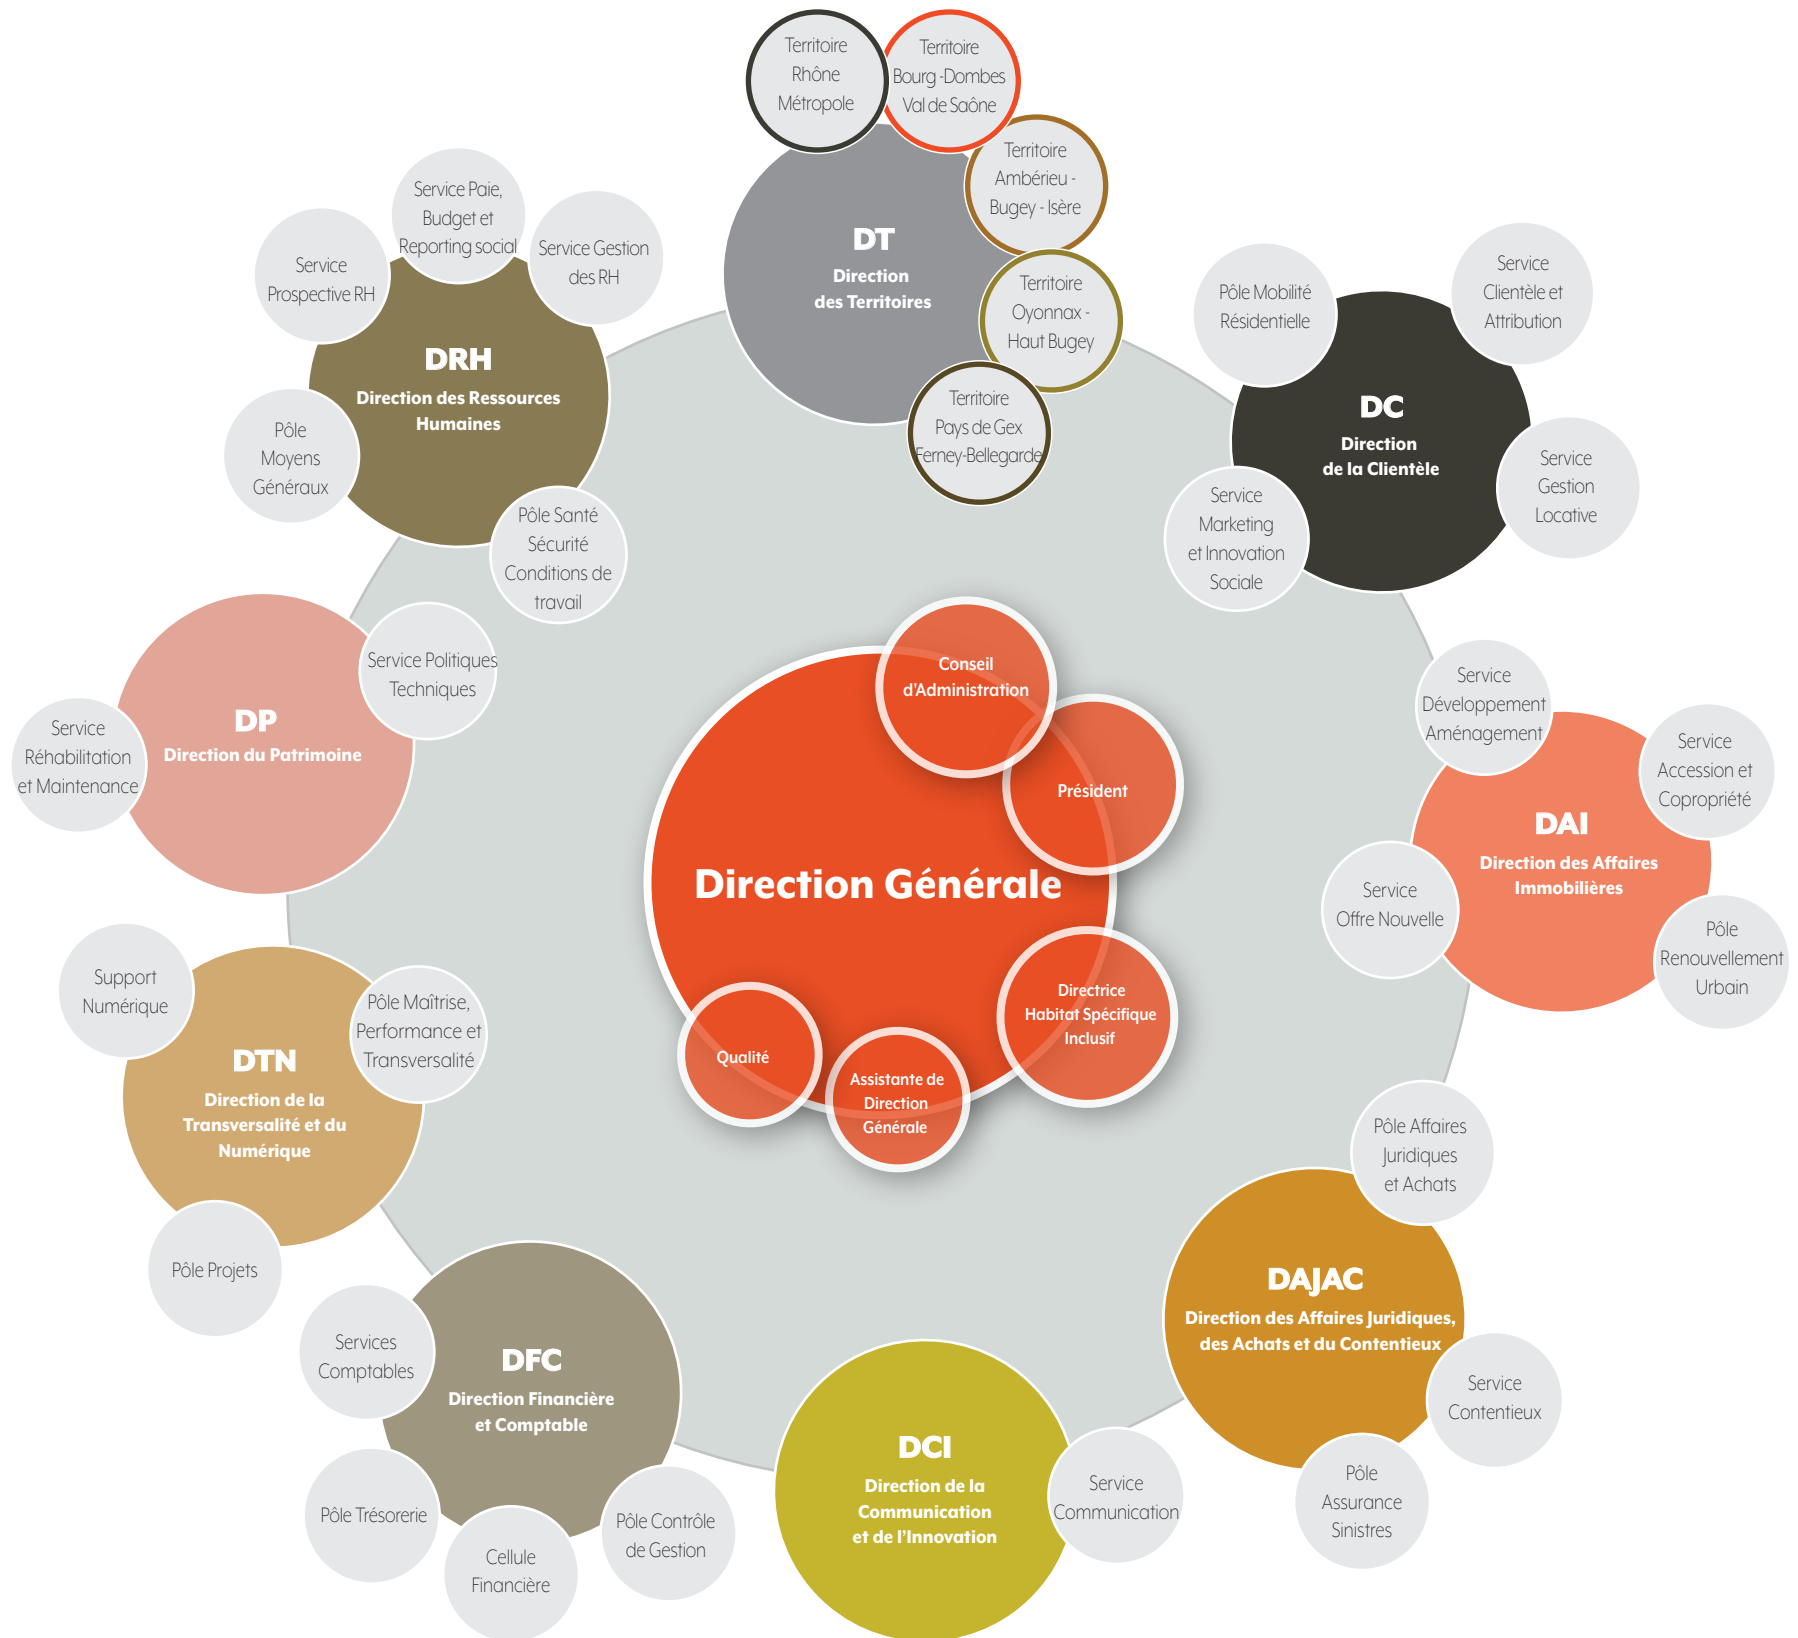 Territoire
Rhône
Métropole
Territoire
Bourg -Dombes
Val de Saône
Territoire
Ambérieu -
Bugey - Isère
Territoire
Oyonnax -
Haut Bugey
Territoire
Pays de Gex
Ferney-Bellegarde
DT
Direction
des Territoires
Service Paie,
Budget et
Reporting social
Service Gestion
des RH
Service
Prospective RH
DRH
Direction des Ressources
Humaines
Pôle
Moyens
Généraux
Pôle Santé
Sécurité
Conditions de
travail
Pôle Mobilité
Résidentielle
Service
Clientèle et
Attribution
DC
Direction
de la Clientèle
Service
Gestion
Locative
Service
Marketing
et Innovation
Sociale
Service Politiques
Techniques
DP
Direction du Patrimoine
Service
Réhabilitation
et Maintenance
Conseil
d'Administration
Président
Direction Générale
Directrice
Habitat Spécifique
Inclusif
Qualité
Assistante de
Direction
Générale
Service
Développement
Aménagement
Service
Accession et
Copropriété
DAI
Direction des Affaires
Immobilières
Service
Offre Nouvelle
Pôle
Renouvellement
Urbain
Support
Numérique
Pôle Maîtrise,
Performance et
Transversalité
DTN
Direction de la
Transversalité et du
Numérique
Pôle Projets
Pôle Affaires
Juridiques
et Achats
DAJAC
Direction des Affaires Juridiques,
des Achats et du Contentieux
Service
Contentieux
Pôle
Assurance
Sinistres
Services
Comptables
DFC
Direction Financière
et Comptable
Pôle Trésorerie
Cellule
Financière
Pôle Contrôle
de Gestion
DCI
Direction de la
Communication
et de l’Innovation
Service
Communication